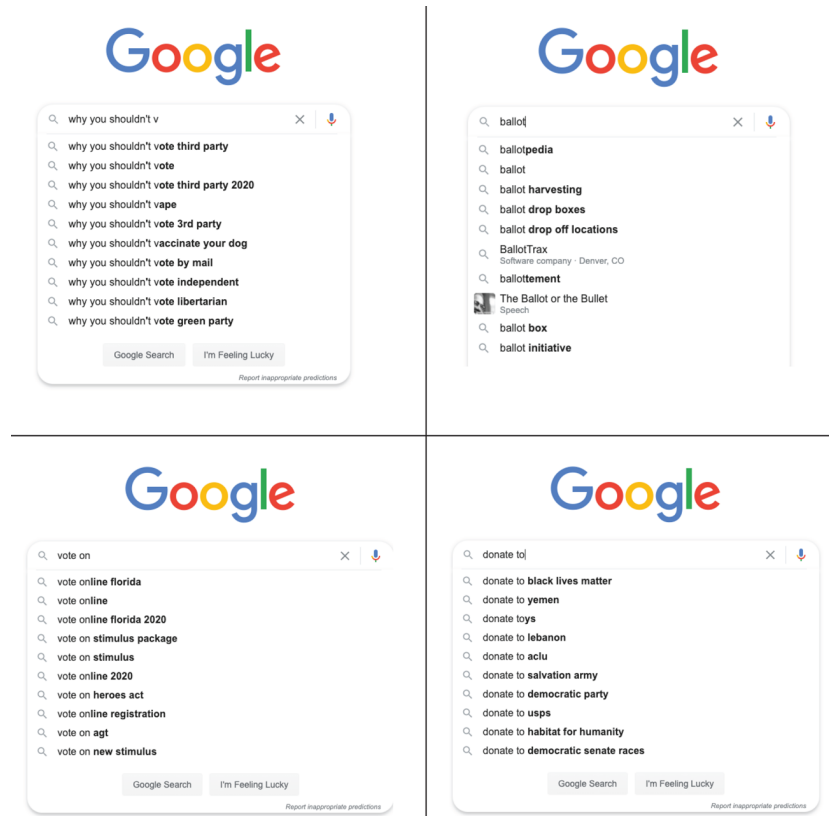 Google
why you shouldn't v
why you shouldn't vote third party
why you shouldn't vote
why you shouldn't vote third party 2020
why you shouldn't vape
why you shouldn't vote 3rd party
why you shouldn't vaccinate your dog
why you shouldn't vote by mail
why you shouldn't vote independent
why you shouldn't vote libertarian
why you shouldn't vote green party
Google Search I'm Feeling Lucky
Report inappropriate predictions
Google
ballot
ballotpedia
ballot
ballot harvesting
ballot drop boxes
ballot drop off locations
BallotTrax
Software company · Denver, CO
ballottement
The Ballot or the Bullet
Speech
ballot box
ballot initiative
Google
vote on
vote online florida
vote online
vote online florida 2020
vote on stimulus package
vote on stimulus
vote online 2020
vote on heroes act
vote online registration
vote on agt
vote on new stimulus
Google Search I'm Feeling Lucky
Report inappropriate predictions
Google
donate to
donate to black lives matter
donate to yemen
donate toys
donate to lebanon
donate to aclu
donate to salvation army
donate to democratic party
donate to usps
donate to habitat for humanity
donate to democratic senate races
Google Search I'm Feeling Lucky
Report inappropriate predictions